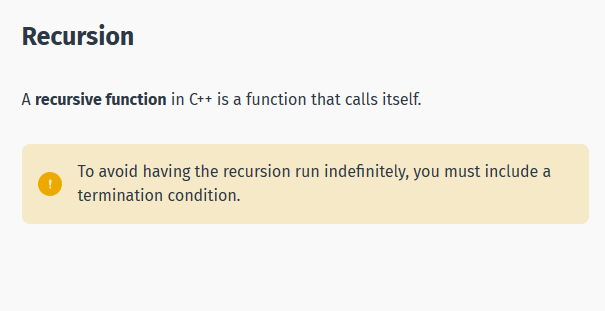 Recursion
A recursive function in C++ is a function that calls itself.
! To avoid having the recursion run indefinitely, you must include a
termination condition.